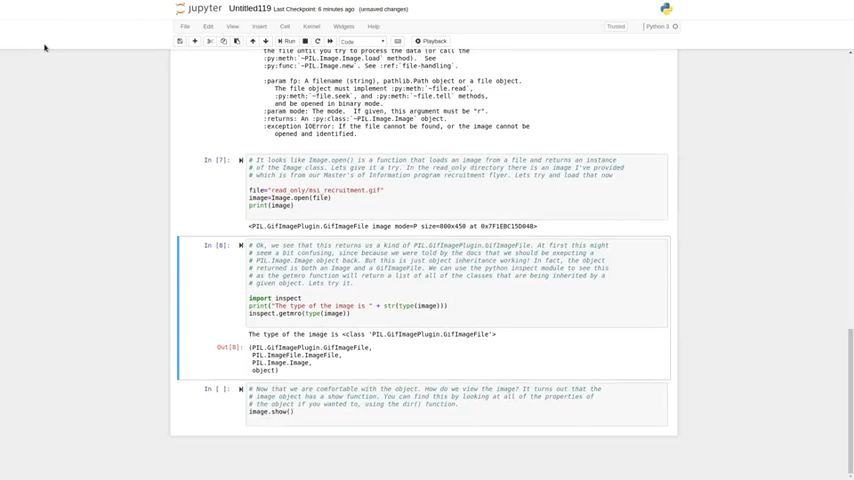 jupyter Untitled119 Last Checkpoint: 6 minutes ago (unsaved changes)
File Edit View Insert Cell Kernel Widgets Help Trusted Python 3
Run Code Playback
the file until you try to process the data (or call the
:py:meth:`~PIL.Image.Image.load` method). See
:py:func:`~PIL.Image.new`. See :ref:`file-handling`.
:param fp: A filename (string), pathlib.Path object or a file object.
The file object must implement :py:meth:`~file.read`,
:py:meth:`~file.seek`, and :py:meth:`~file.tell` methods,
and be opened in binary mode.
:param mode: The mode. If given, this argument must be "r".
:returns: An :py:class:`~PIL.Image.Image` object.
:exception IOError: If the file cannot be found, or the image cannot be
opened and identified.
In [7]:
# It looks like Image.open() is a function that loads an image from a file and returns an instance
# of the Image class. Lets give it a try. In the read_only directory there is an image I've provided
# which is from our Master's of Information program recruitment flyer. Lets try and load that now
file="read_only/msi_recruitment.gif"
image=Image.open(file)
print(image)
<PIL.GifImagePlugin.GifImageFile image mode=P size=800x450 at 0x7F1EBC15D048>
In [8]:
# Ok, we see that this returns us a kind of PIL.GifImagePlugin.GifImageFile. At first this might
# seem a bit confusing, since because we were told by the docs that we should be exepcting a
# PIL.Image.Image object back. But this is just object inheritance working! In fact, the object
# returned is both an Image and a GifImageFile. We can use the python inspect module to see this
# as the getmro function will return a list of all of the classes that are being inherited by a
# given object. Lets try it.
import inspect
print("The type of the image is " + str(type(image)))
inspect.getmro(type(image))
The type of the image is <class 'PIL.GifImagePlugin.GifImageFile'>
Out[8]: (PIL.GifImagePlugin.GifImageFile,
PIL.ImageFile.ImageFile,
PIL.Image.Image,
object)
In [ ]:
# Now that we are comfortable with the object. How do we view the image? It turns out that the
# image object has a show function. You can find this by looking at all of the properties of
# the object if you wanted to, using the dir() function.
image.show()